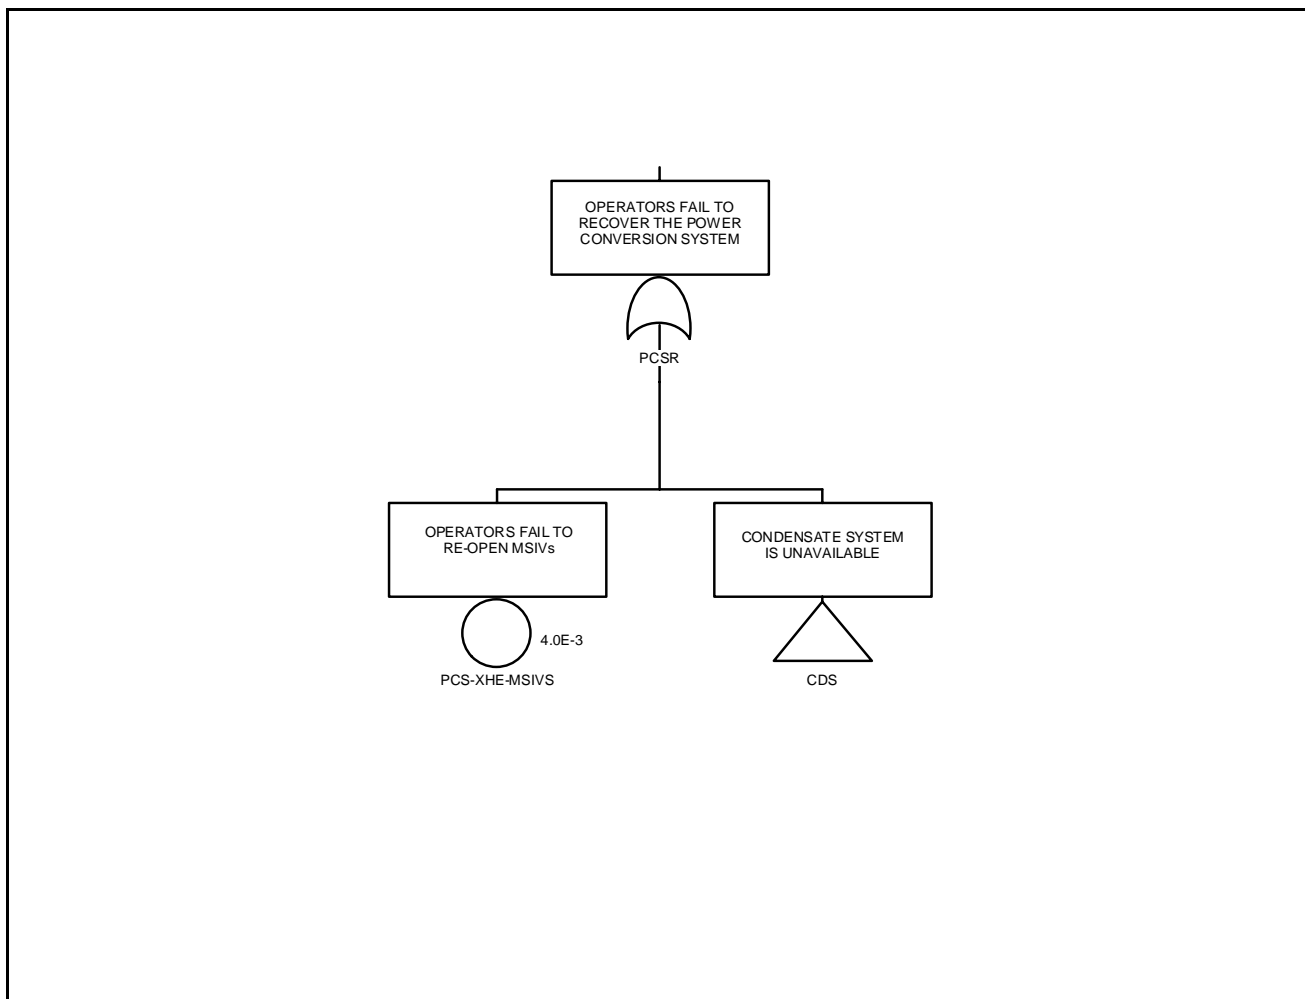 OPERATORS FAIL TO
RECOVER THE POWER
CONVERSION SYSTEM
PCSR
OPERATORS FAIL TO
RE-OPEN MSIVs
4.0E-3
PCS-XHE-MSIVS
CONDENSATE SYSTEM
IS UNAVAILABLE
CDS